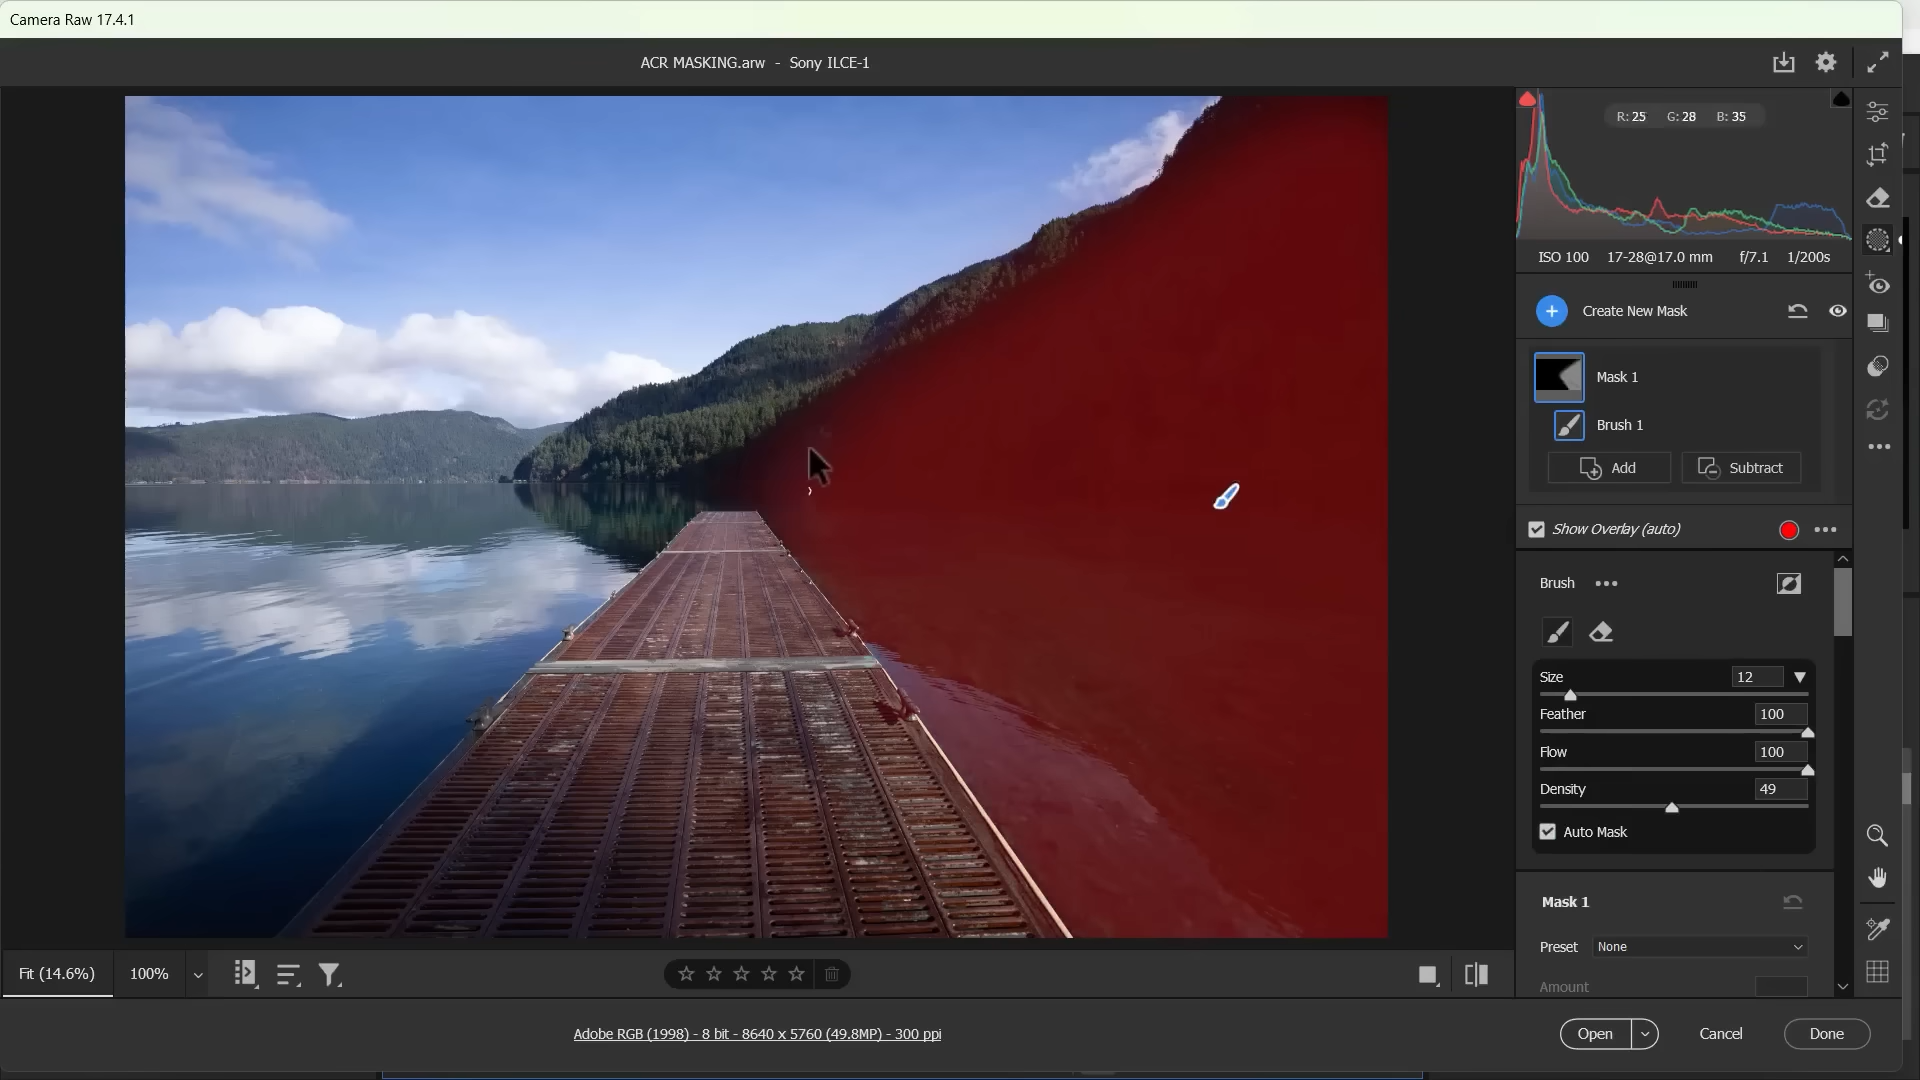 Camera Raw 17.4.1
ACR MASKING.arw - Sony ILCE-1
R: 25 G: 28 B: 35
ISO 100 17-28@17.0 mm f/7.1 1/200s
Create New Mask
Mask 1
Brush 1
Add Subtract
Show Overlay (auto)
Brush
Size 12
Feather 100
Flow 100
Density 49
Auto Mask
Mask 1
Preset None
Amount
Fit (14.6%) 100%
Adobe RGB (1998) - 8 bit - 8640 x 5760 (49.8MP) - 300 ppi
Open Cancel Done